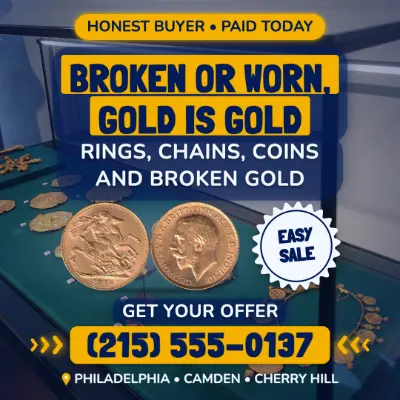 HONEST BUYER • PAID TODAY
BROKEN OR WORN,
GOLD IS GOLD
RINGS, CHAINS, COINS
AND BROKEN GOLD
EASY
SALE
GET YOUR OFFER
(215) 555-0137
PHILADELPHIA • CAMDEN • CHERRY HILL